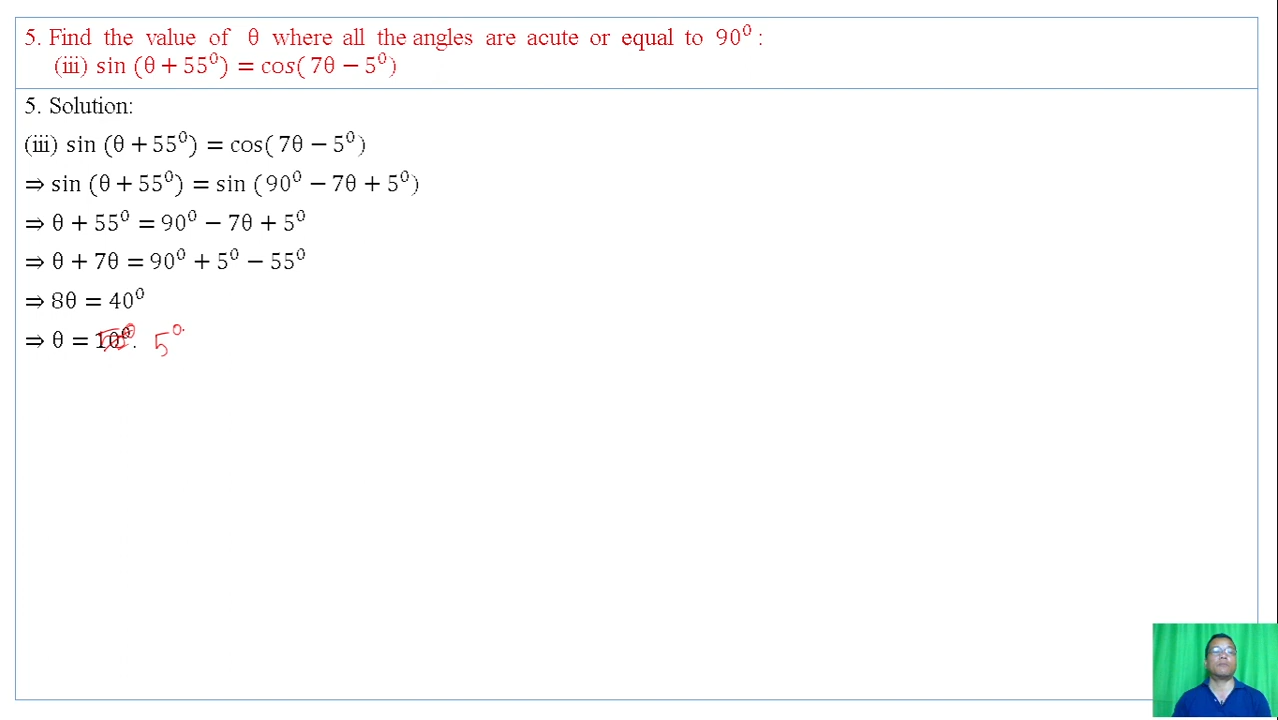 5. Find the value of θ where all the angles are acute or equal to 90⁰ :
(iii) sin (θ + 55⁰) = cos( 7θ − 5⁰)
5. Solution:
(iii) sin (θ + 55⁰) = cos( 7θ − 5⁰)
⇒ sin (θ + 55⁰) = sin (90⁰ − 7θ + 5⁰)
⇒ θ + 55⁰ = 90⁰ − 7θ + 5⁰
⇒ θ + 7θ = 90⁰ + 5⁰ − 55⁰
⇒ 8θ = 40⁰
⇒ θ = 10⁰. 5⁰